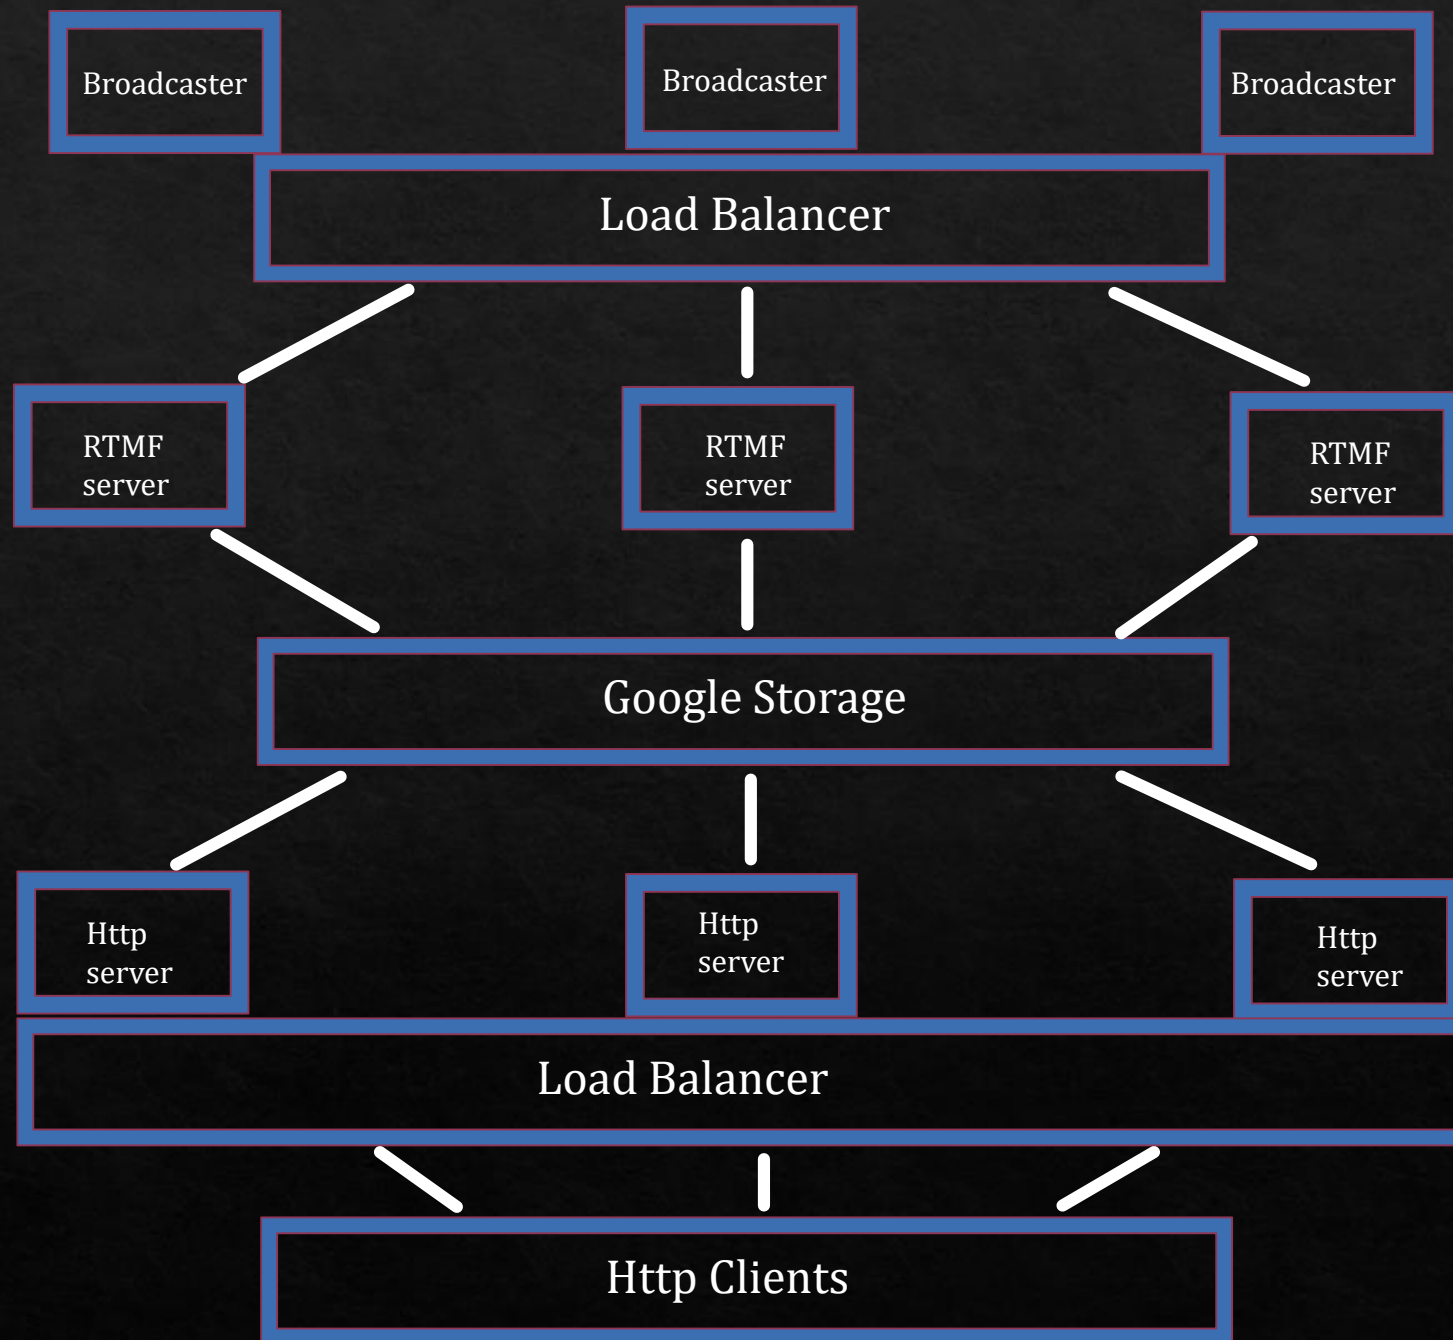 Broadcaster
Broadcaster
Broadcaster
Load Balancer
RTMF
server
RTMF
server
RTMF
server
Google Storage
Http
server
Http
server
Http
server
Load Balancer
Http Clients